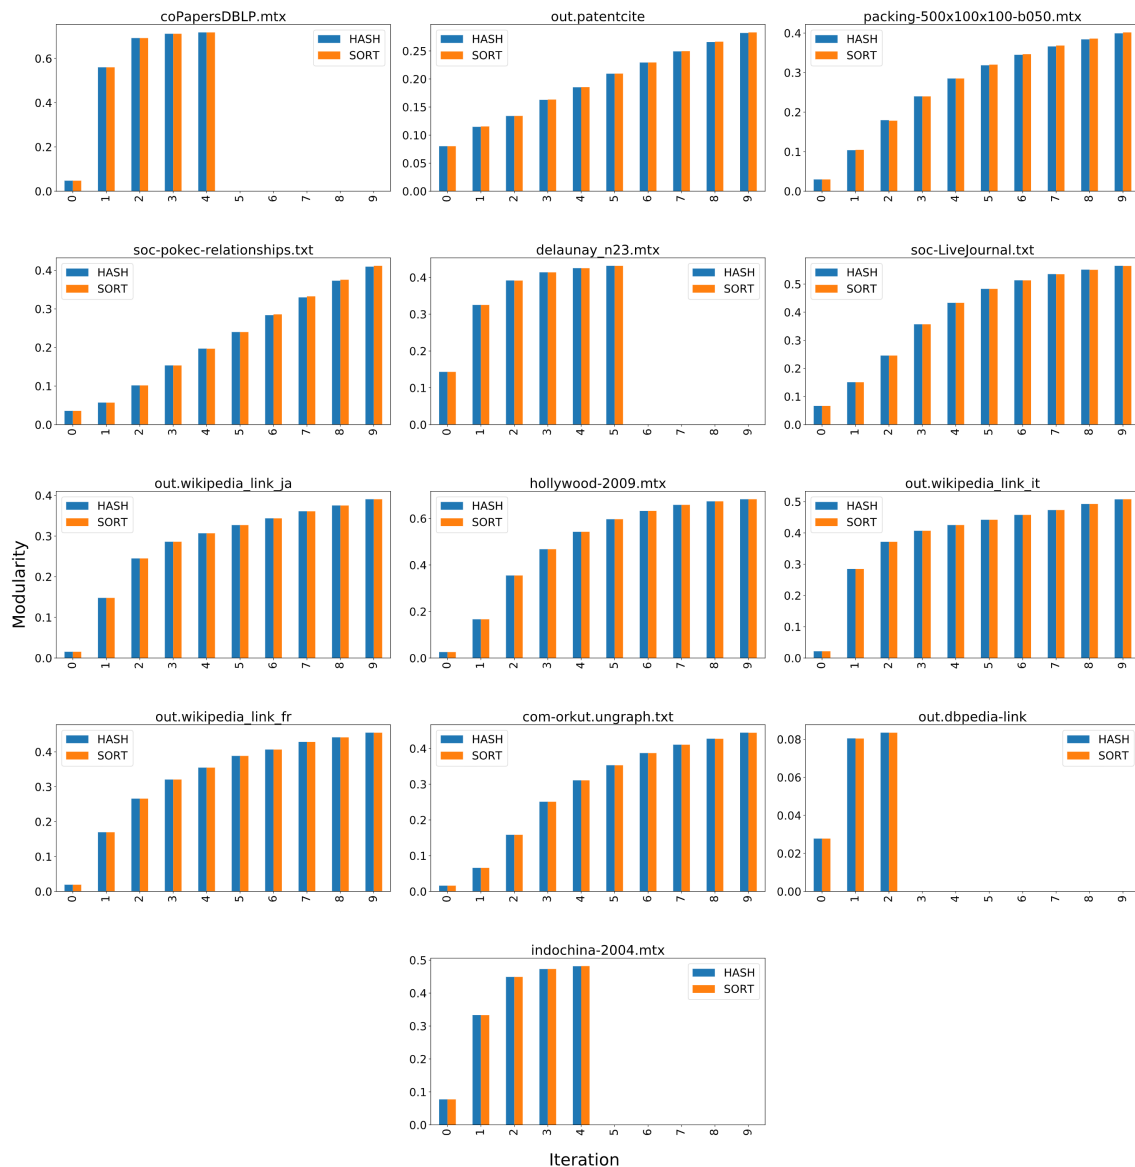 coPapersDBLP.mtx
HASH
SORT
0.6
0.4
0.2
0.0
0 1 2 3 4 5 6 7 8 9
out.patentcite
HASH
SORT
0.25
0.20
0.15
0.10
0.05
0.00
0 1 2 3 4 5 6 7 8 9
packing-500x100x100-b050.mtx
HASH
SORT
0.4
0.3
0.2
0.1
0.0
0 1 2 3 4 5 6 7 8 9
soc-pokec-relationships.txt
HASH
SORT
0.4
0.3
0.2
0.1
0.0
0 1 2 3 4 5 6 7 8 9
delaunay_n23.mtx
HASH
SORT
0.4
0.3
0.2
0.1
0.0
0 1 2 3 4 5 6 7 8 9
soc-LiveJournal.txt
HASH
SORT
0.5
0.4
0.3
0.2
0.1
0.0
0 1 2 3 4 5 6 7 8 9
Modularity
out.wikipedia_link_ja
HASH
SORT
0.4
0.3
0.2
0.1
0.0
0 1 2 3 4 5 6 7 8 9
hollywood-2009.mtx
HASH
SORT
0.6
0.4
0.2
0.0
0 1 2 3 4 5 6 7 8 9
out.wikipedia_link_it
HASH
SORT
0.5
0.4
0.3
0.2
0.1
0.0
0 1 2 3 4 5 6 7 8 9
out.wikipedia_link_fr
HASH
SORT
0.4
0.3
0.2
0.1
0.0
0 1 2 3 4 5 6 7 8 9
com-orkut.ungraph.txt
HASH
SORT
0.4
0.3
0.2
0.1
0.0
0 1 2 3 4 5 6 7 8 9
out.dbpedia-link
HASH
SORT
0.08
0.06
0.04
0.02
0.00
0 1 2 3 4 5 6 7 8 9
indochina-2004.mtx
HASH
SORT
0.5
0.4
0.3
0.2
0.1
0.0
0 1 2 3 4 5 6 7 8 9
Iteration